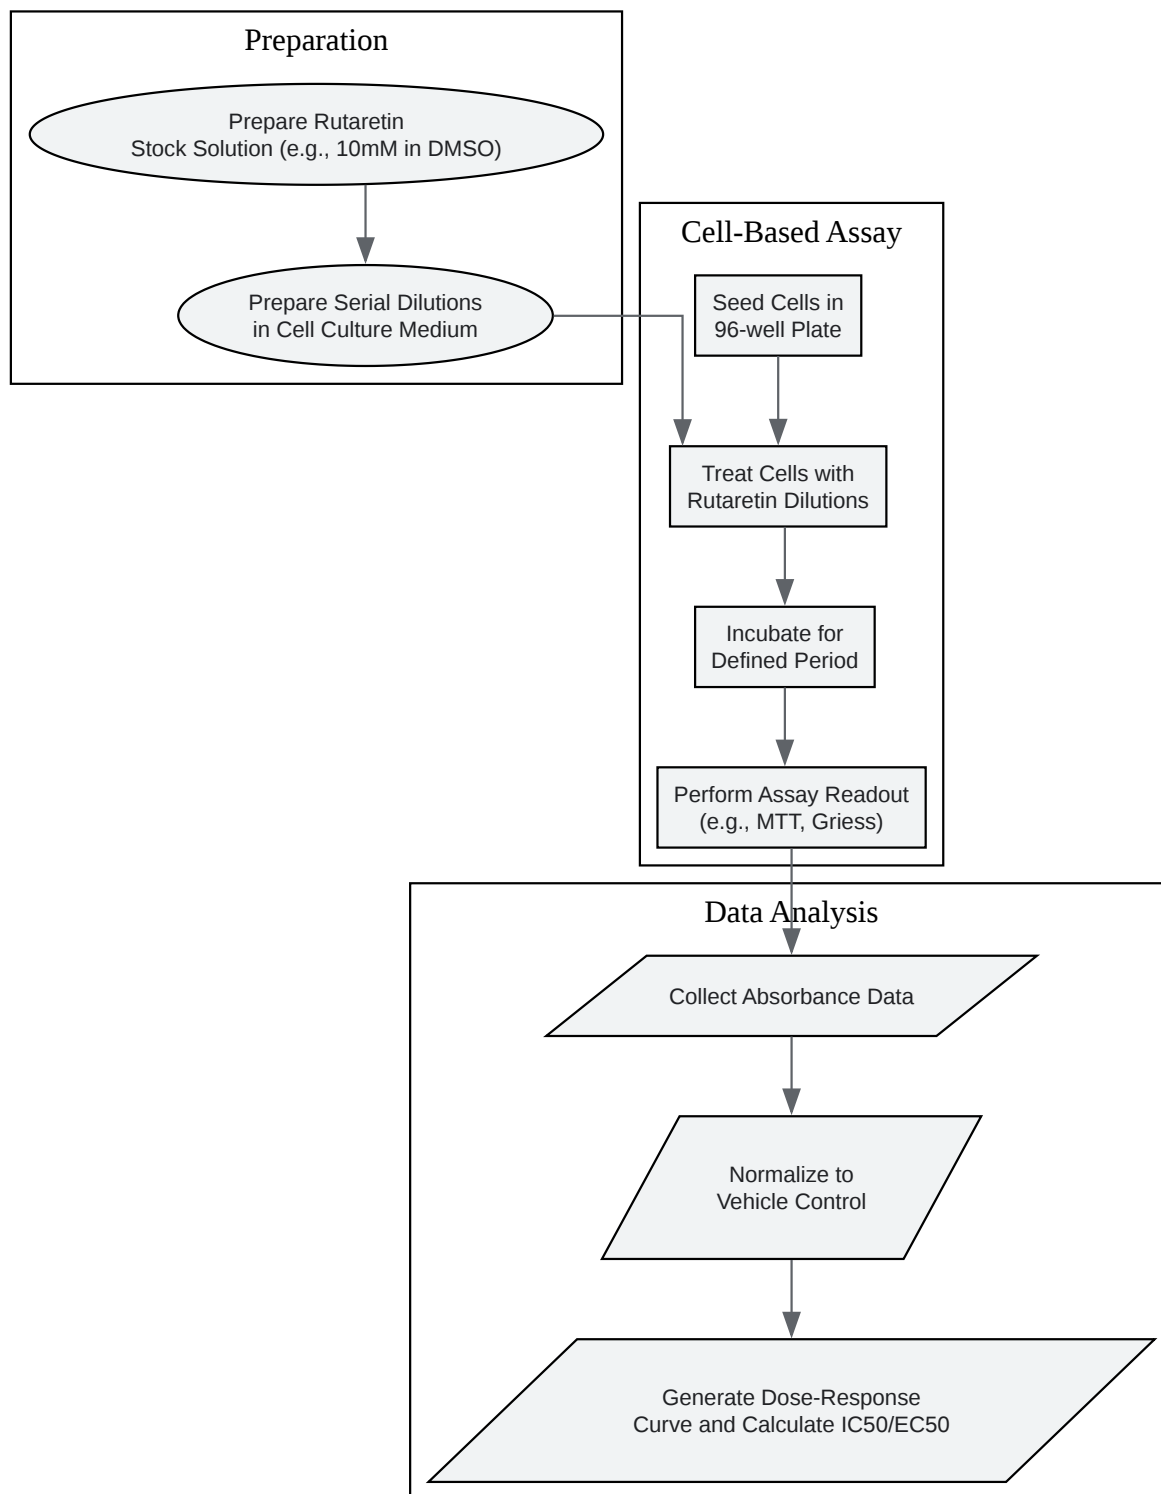 Preparation
Prepare Rutaretin
Stock Solution (e.g., 10mM in DMSO)
Prepare Serial Dilutions
in Cell Culture Medium
Cell-Based Assay
Seed Cells in
96-well Plate
Treat Cells with
Rutaretin Dilutions
Incubate for
Defined Period
Perform Assay Readout
(e.g., MTT, Griess)
Data Analysis
Collect Absorbance Data
Normalize to
Vehicle Control
Generate Dose-Response
Curve and Calculate IC50/EC50